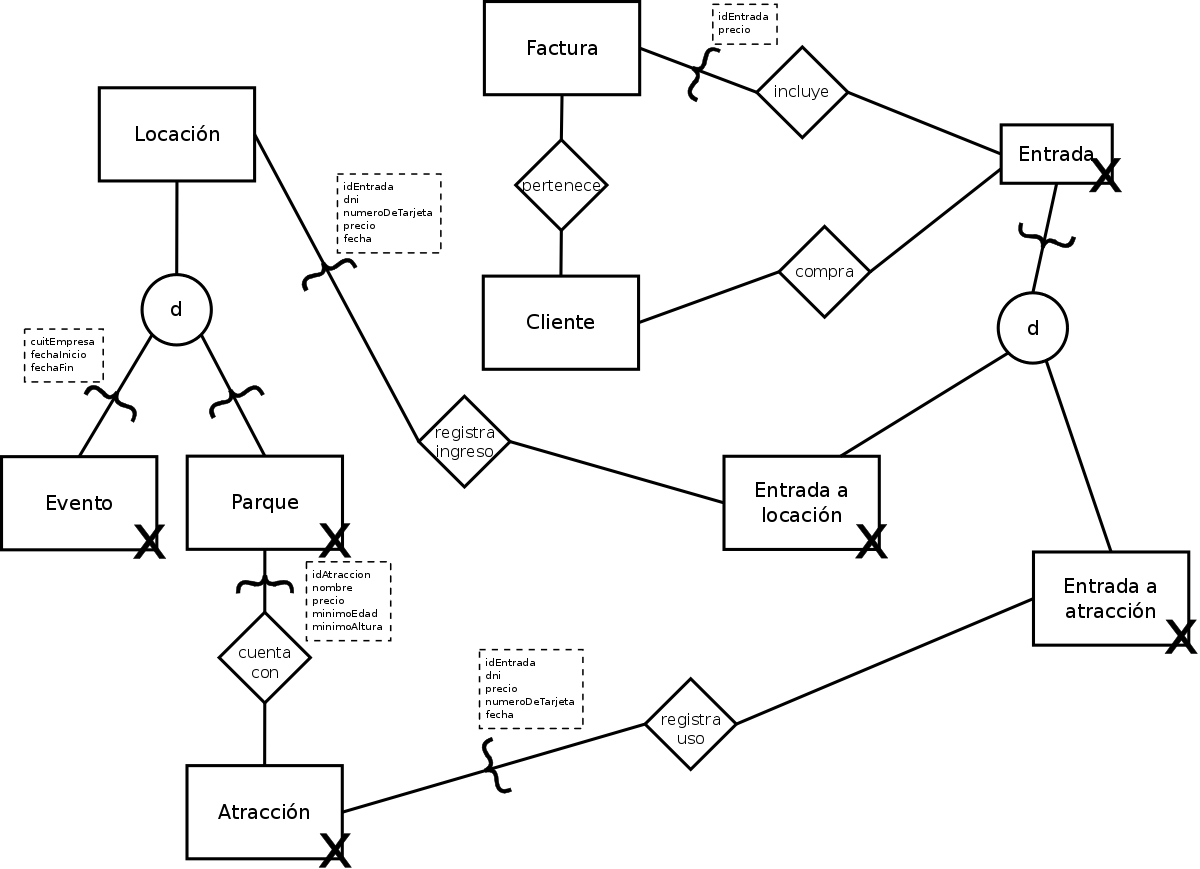 Factura
idEntrada
precio
incluye
Locación
Entrada
X
pertenece
idEntrada
dni
numeroDeTarjeta
precio
fecha
compra
d
Cliente
d
cuitEmpresa
fechaInicio
fechaFin
registra
ingreso
Evento
X
Parque
X
Entrada a
locación
X
idAtraccion
nombre
precio
minimoEdad
minimoAltura
Entrada a
atracción
X
cuenta
con
idEntrada
dni
precio
numeroDeTarjeta
fecha
registra
uso
Atracción
X